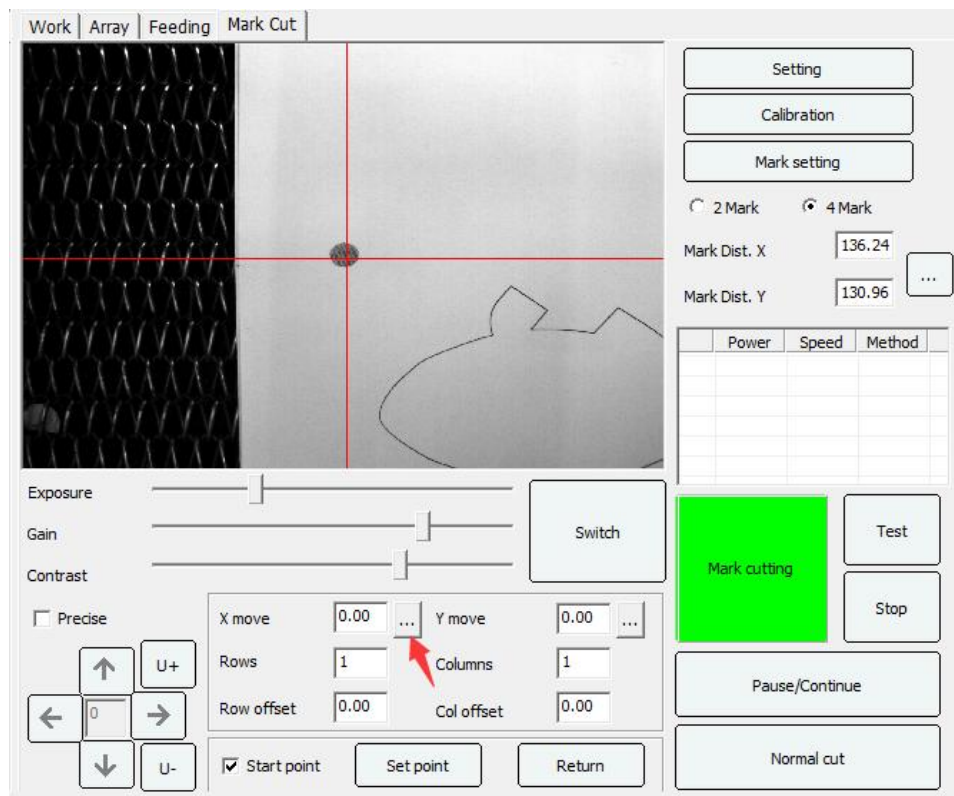 Work Array Feeding Mark Cut
Setting
Calibration
Mark setting
2 Mark 4 Mark
Mark Dist. X 136.24
...
Mark Dist. Y 130.96
Power Speed Method
Exposure
Gain
Contrast
Switch
Mark cutting
Test
Stop
Precise
X move 0.00 ... Y move 0.00 ...
Rows 1 Columns 1
Row offset 0.00 Col offset 0.00
U+
0
U-
Start point Set point Return
Pause/Continue
Normal cut